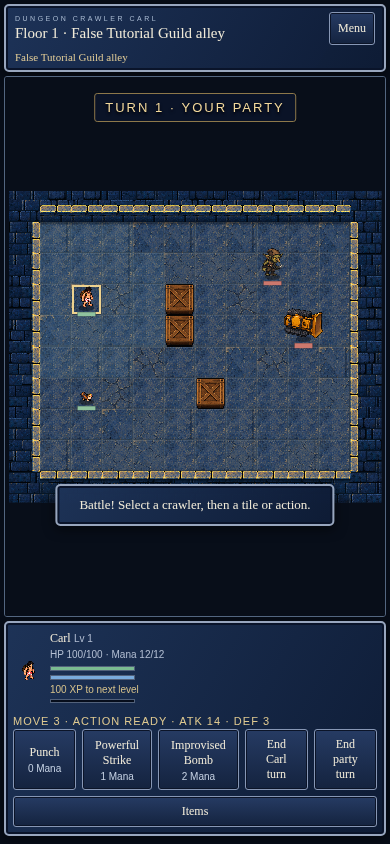 DUNGEON CRAWLER CARL
Floor 1 · False Tutorial Guild alley
Menu
False Tutorial Guild alley
TURN 1 · YOUR PARTY
Battle! Select a crawler, then a tile or action.
Carl Lv 1
HP 100/100 · Mana 12/12
100 XP to next level
MOVE 3 · ACTION READY · ATK 14 · DEF 3
Punch
0 Mana
Powerful
Strike
1 Mana
Improvised
Bomb
2 Mana
End
Carl
turn
End
party
turn
Items